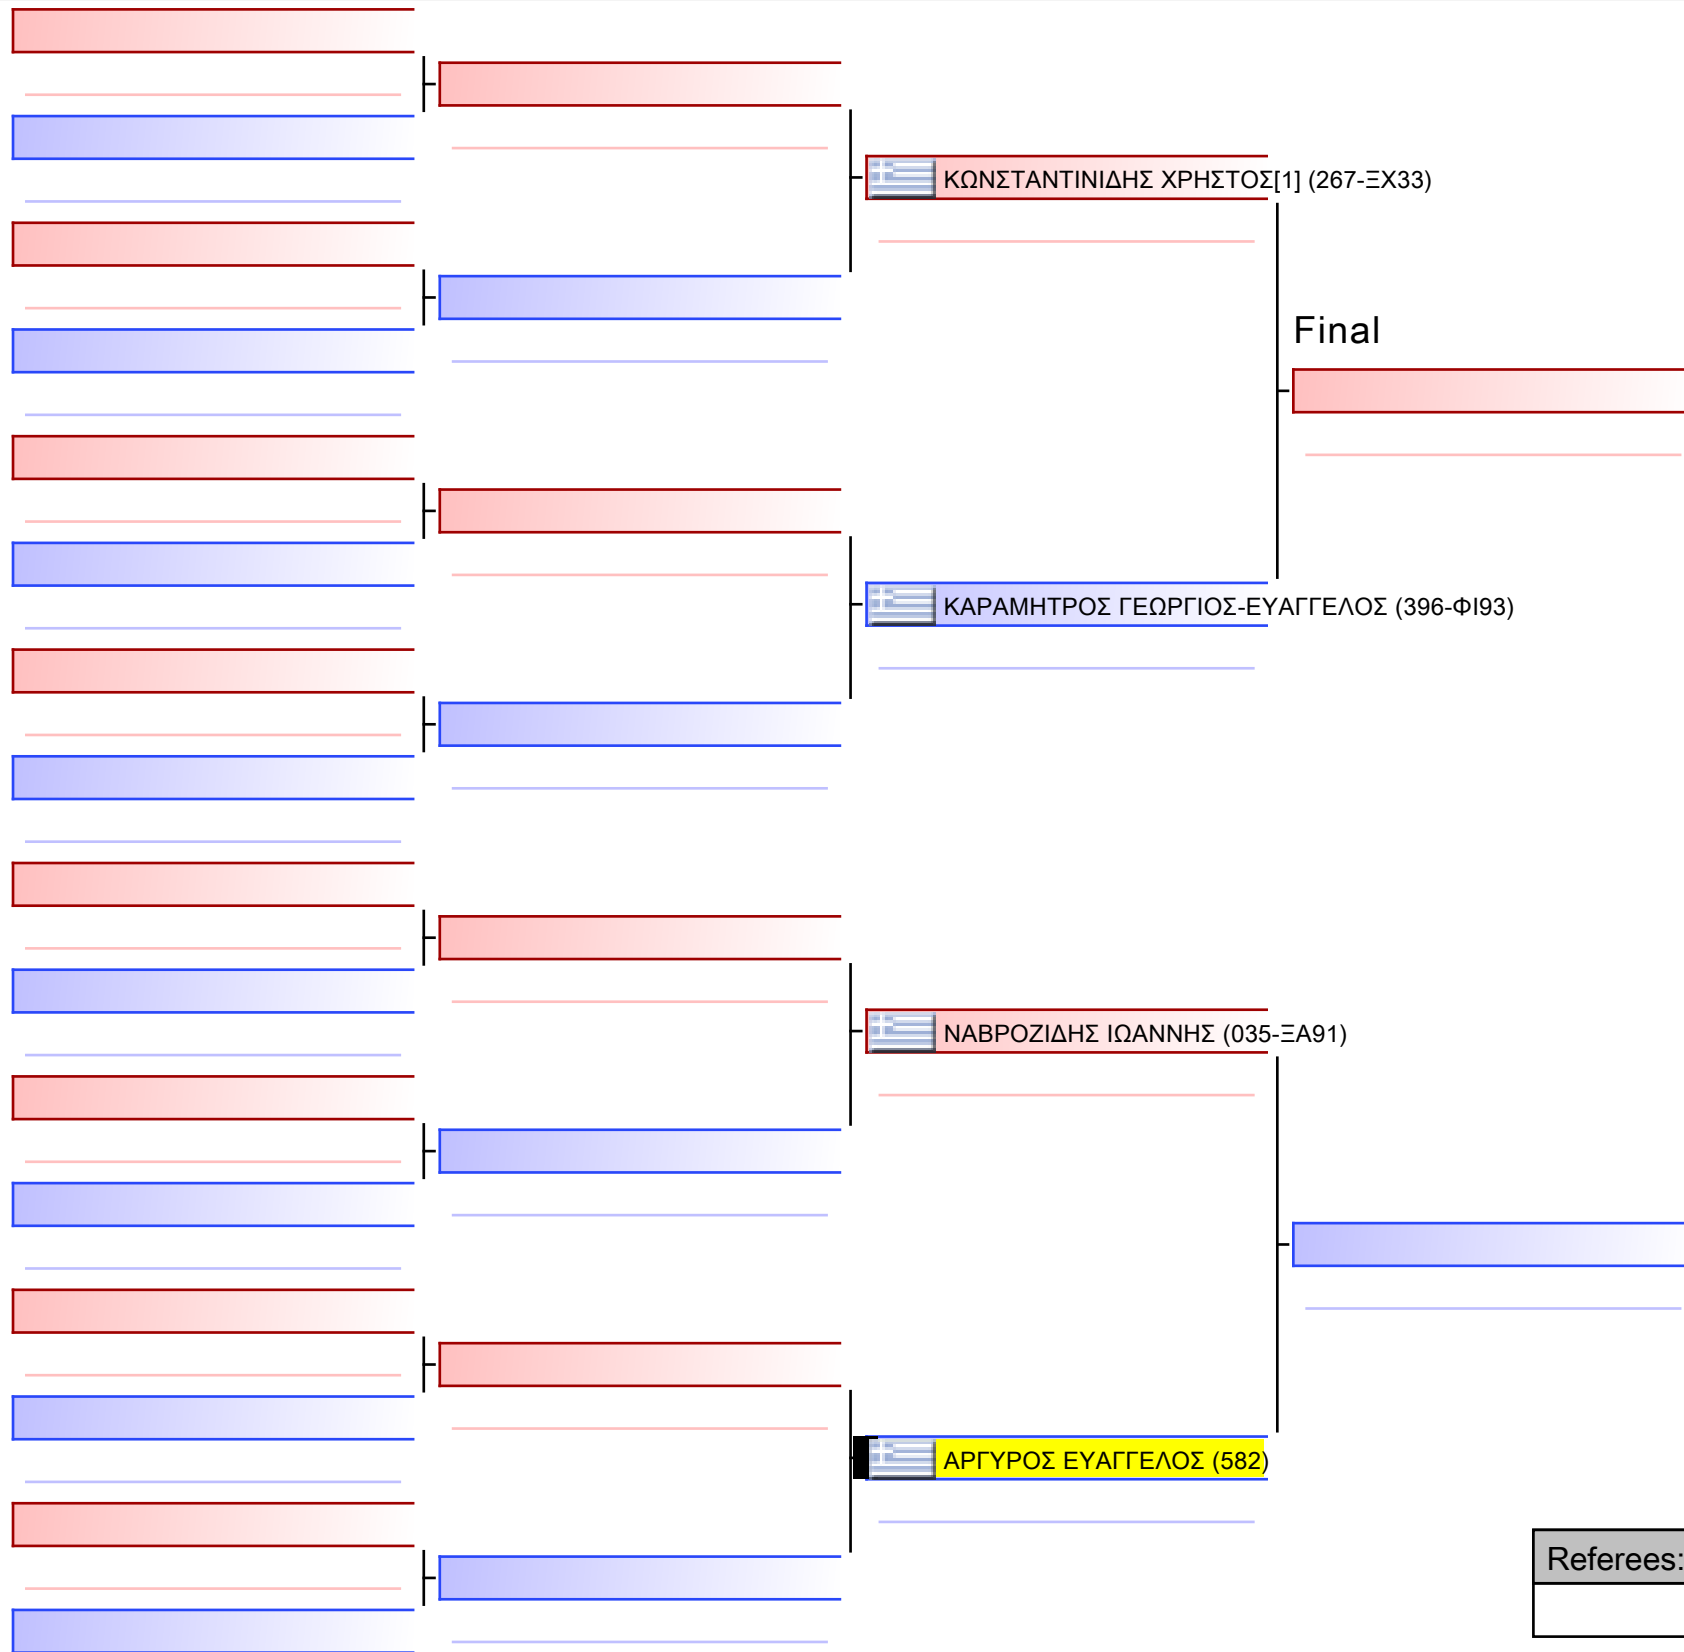 ΚΩΝΣΤΑΝΤΙΝΙΔΗΣ ΧΡΗΣΤΟΣ[1] (267-ΞΧ33)
Final
ΚΑΡΑΜΗΤΡΟΣ ΓΕΩΡΓΙΟΣ-ΕΥΑΓΓΕΛΟΣ (396-ΦΙ93)
ΝΑΒΡΟΖΙΔΗΣ ΙΩΑΝΝΗΣ (035-ΞΑ91)
ΑΡΓΥΡΟΣ ΕΥΑΓΓΕΛΟΣ (582)
Referees: